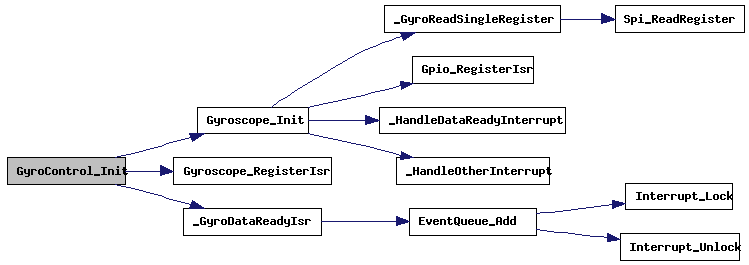 _GyroReadSingleRegister
Spi_ReadRegister
Gpio_RegisterIsr
Gyroscope_Init
_HandleDataReadyInterrupt
GyroControl_Init
Gyroscope_RegisterIsr
_HandleOtherInterrupt
_GyroDataReadyIsr
EventQueue_Add
Interrupt_Lock
Interrupt_Unlock